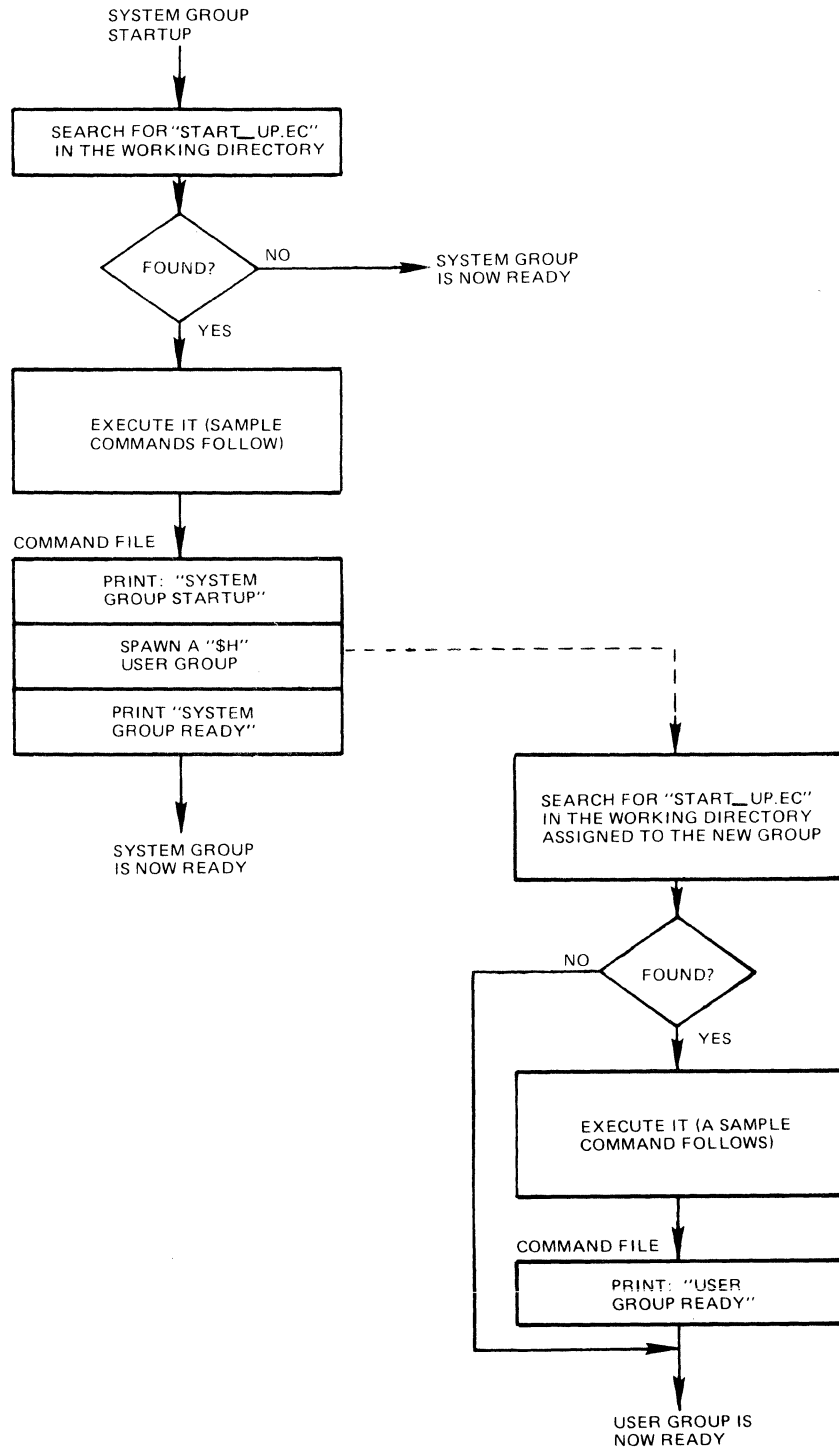 SYSTEM GROUP
STARTUP
SEARCH FOR "START__UP.EC"
IN THE WORKING DIRECTORY
FOUND?
NO
SYSTEM GROUP
IS NOW READY
YES
EXECUTE IT (SAMPLE
COMMANDS FOLLOW)
COMMAND FILE
PRINT: "SYSTEM
GROUP STARTUP"
SPAWN A "$H"
USER GROUP
PRINT "SYSTEM
GROUP READY"
SYSTEM GROUP
IS NOW READY
SEARCH FOR "START__UP.EC"
IN THE WORKING DIRECTORY
ASSIGNED TO THE NEW GROUP
NO
FOUND?
YES
EXECUTE IT (A SAMPLE
COMMAND FOLLOWS)
COMMAND FILE
PRINT: "USER
GROUP READY"
USER GROUP IS
NOW READY